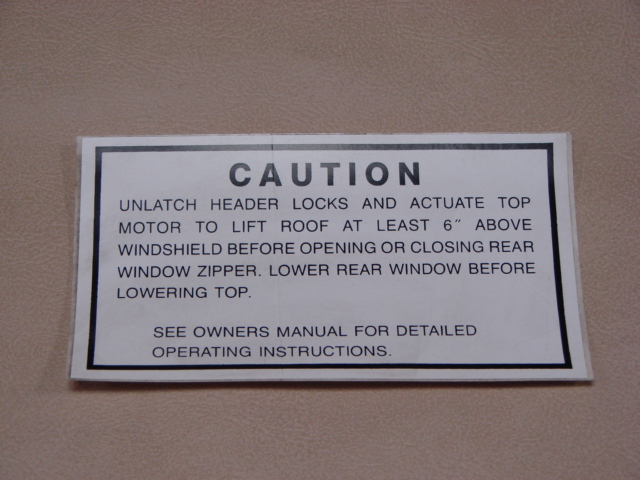 CAUTION
UNLATCH HEADER LOCKS AND ACTUATE TOP
MOTOR TO LIFT ROOF AT LEAST 6″ ABOVE
WINDSHIELD BEFORE OPENING OR CLOSING REAR
WINDOW ZIPPER. LOWER REAR WINDOW BEFORE
LOWERING TOP.
SEE OWNERS MANUAL FOR DETAILED
OPERATING INSTRUCTIONS.